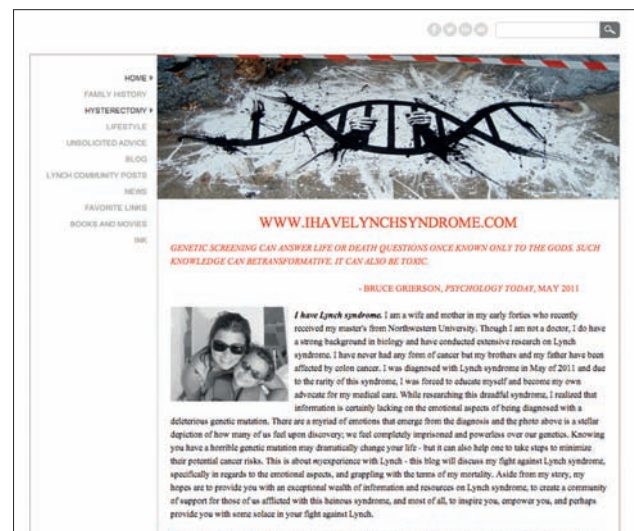 HOME
FAMILY HISTORY
HYSTERECTOMY
LIFESTYLE
UNSOLICITED ADVICE
BLOG
LYNCH COMMUNITY POSTS
NEWS
FAVORITE LINKS
BOOKS AND MOVIES
INK
WWW.IHAVELYNCHSYNDROME.COM
GENETIC SCREENING CAN ANSWER LIFE OR DEATH QUESTIONS ONCE KNOWN ONLY TO THE GODS. SUCH
KNOWLEDGE CAN BETRANSFORMATIVE. IT CAN ALSO BE TOXIC.
- BRUCE GRIERSON, PSYCHOLOGY TODAY, MAY 2011
I have Lynch syndrome. I am a wife and mother in my early forties who recently
received my master's from Northwestern University. Though I am not a doctor, I do have
a strong background in biology and have conducted extensive research on Lynch
syndrome. I have never had any form of cancer but my brothers and my father have been
affected by colon cancer. I was diagnosed with Lynch syndrome in May of 2011 and due
to the rarity of this syndrome, I was forced to educate myself and become my own
advocate for my medical care. While researching this dreadful syndrome, I realized that
information is certainly lacking on the emotional aspects of being diagnosed with a
deleterious genetic mutation. There are a myriad of emotions that emerge from the diagnosis and the photo above is a stellar
depiction of how many of us feel upon discovery; we feel completely imprisoned and powerless over our genetics. Knowing
you have a horrible genetic mutation may dramatically change your life - but it can also help one to take steps to minimize
their potential cancer risks. This is about myexperience with Lynch - this blog will discuss my fight against Lynch syndrome,
specifically in regards to the emotional aspects, and grappling with the terms of my mortality. Aside from my story, my
hopes are to provide you with an exceptional wealth of information and resources on Lynch syndrome, to create a community
of support for those of us afflicted with this heinous syndrome, and most of all, to inspire you, empower you, and perhaps
provide you with some solace in your fight against Lynch.